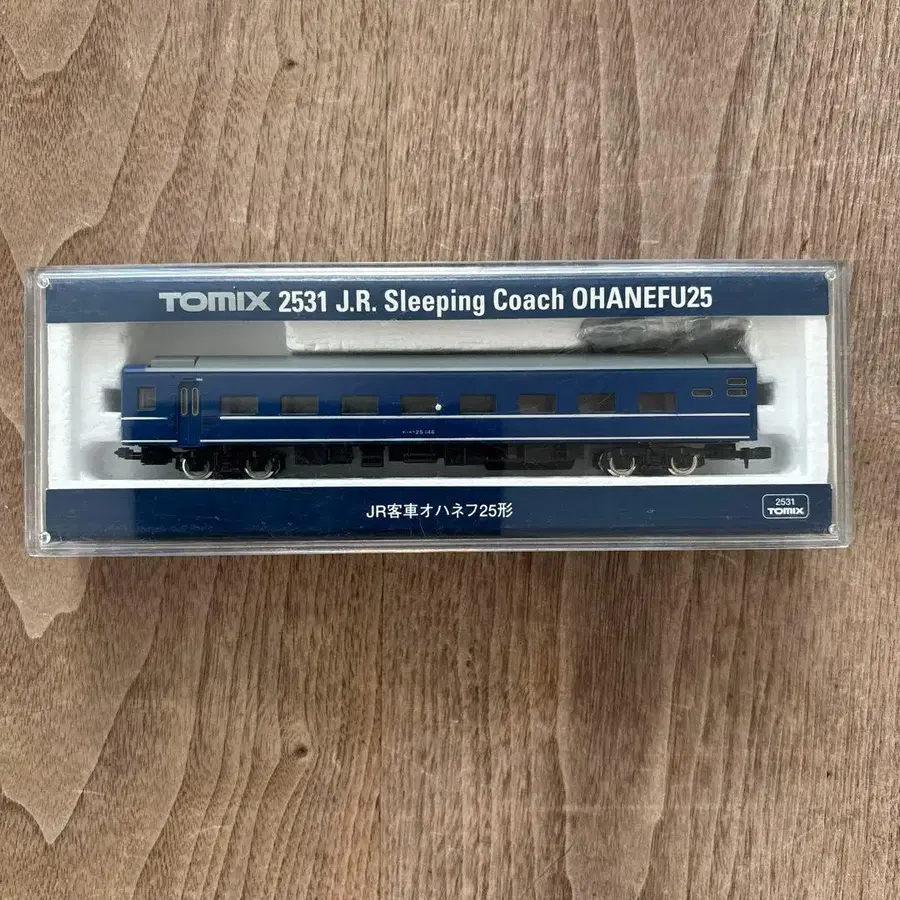 TOMIX 2531 J.R. Sleeping Coach OHANEFU25
JR客車オハネフ25形
2531
TOMIX